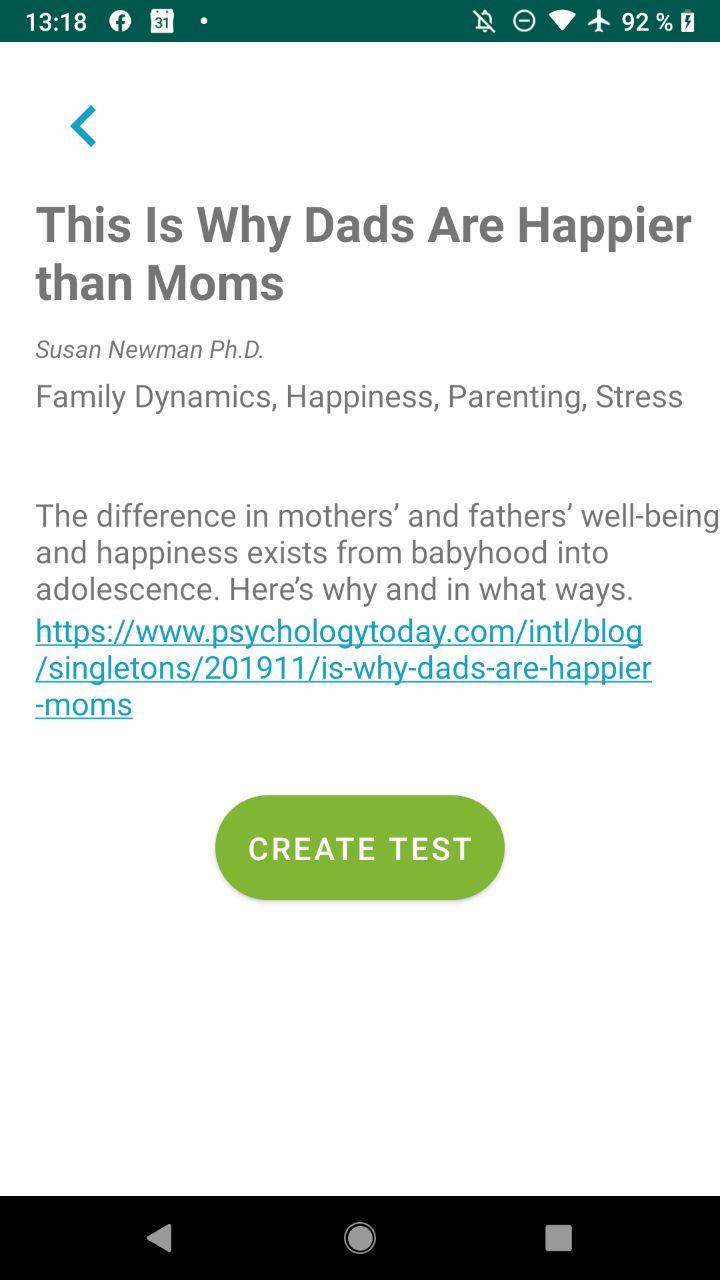 13:18 31 92 %
This Is Why Dads Are Happier
than Moms
Susan Newman Ph.D.
Family Dynamics, Happiness, Parenting, Stress
The difference in mothers’ and fathers’ well-being
and happiness exists from babyhood into
adolescence. Here’s why and in what ways.
https://www.psychologytoday.com/intl/blog
/singletons/201911/is-why-dads-are-happier
-moms
CREATE TEST